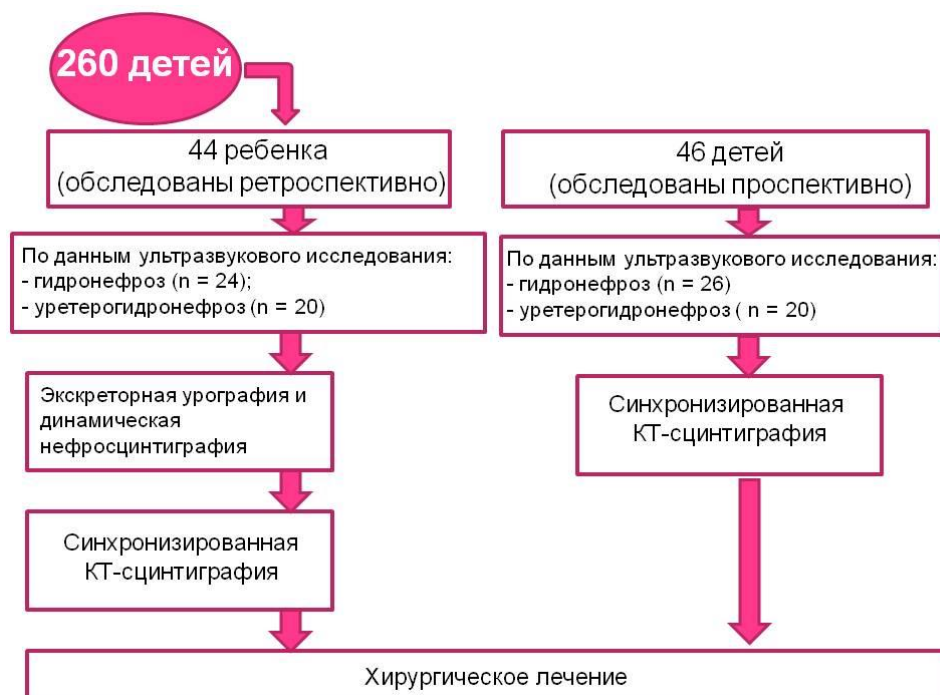 260 детей
44 ребенка
(обследованы ретроспективно)
46 детей
(обследованы проспективно)
По данным ультразвукового исследования:
- гидронефроз (n = 24);
- уретерогидронефроз (n = 20)
По данным ультразвукового исследования:
- гидронефроз (n = 26)
- уретерогидронефроз ( n = 20)
Экскреторная урография и
динамическая
нефросцинтиграфия
Синхронизированная
КТ-сцинтиграфия
Синхронизированная
КТ-сцинтиграфия
Хирургическое лечение